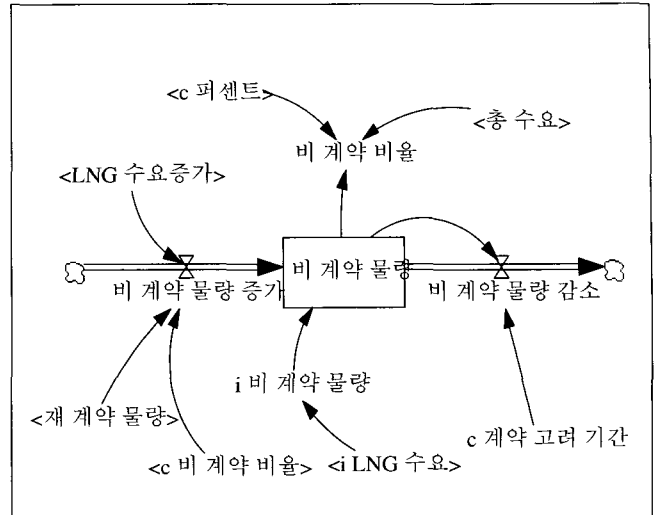 <c 퍼센트>
<총 수요>
비 계약 비율
<LNG 수요증가>
비 계약 물량
비 계약 물량 증가
비 계약 물량 감소
i 비 계약 물량
<재 계약 물량>
c 계약 고려 기간
<c 비 계약 비율>
<i LNG 수요>